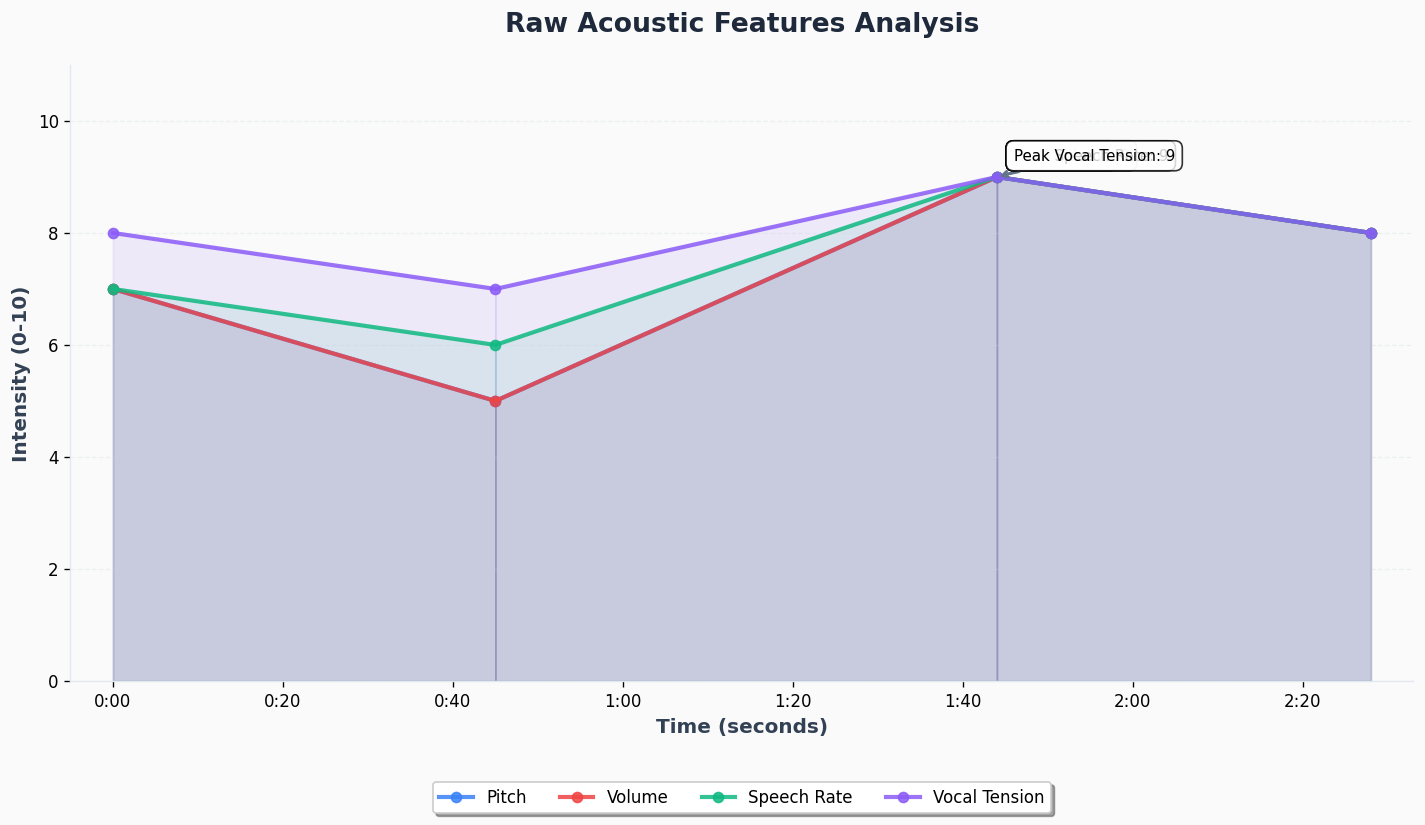 Raw Acoustic Features Analysis
Peak Vocal Tension: 9
10
8
6
4
2
0
Intensity (0-10)
0:00 0:20 0:40 1:00 1:20 1:40 2:00 2:20
Time (seconds)
Pitch Volume Speech Rate Vocal Tension